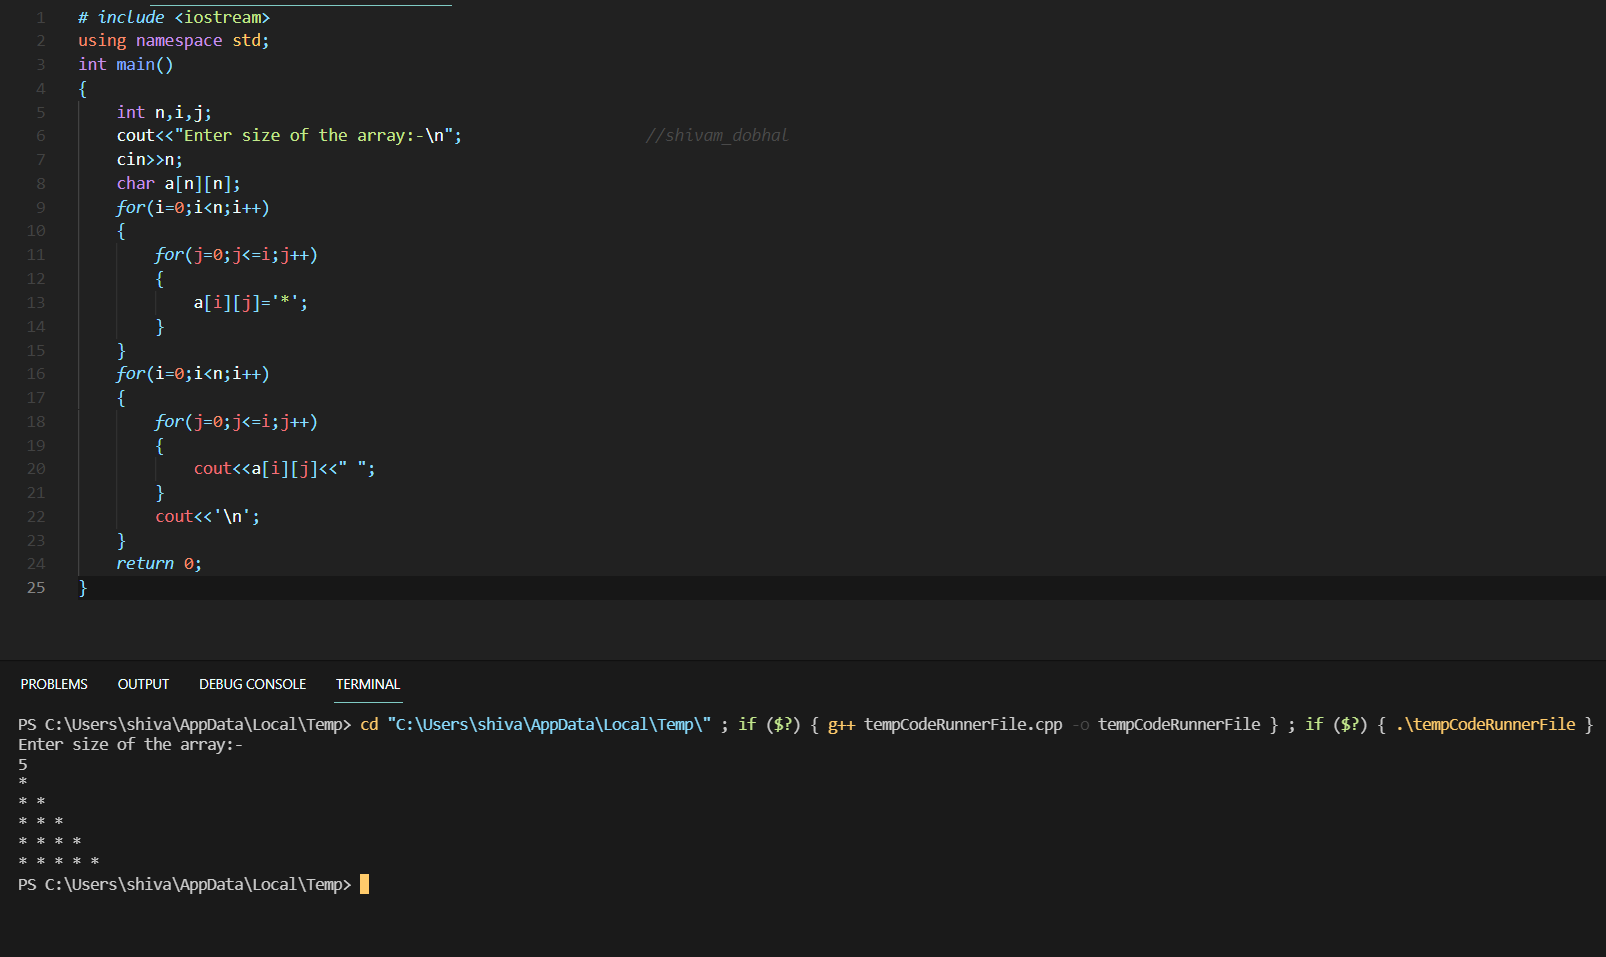 1 # include <iostream>
2 using namespace std;
3 int main()
4 {
5     int n,i,j;
6     cout<<"Enter size of the array:-\n";                   //shivam_dobhal
7     cin>>n;
8     char a[n][n];
9     for(i=0;i<n;i++)
10     {
11         for(j=0;j<=i;j++)
12         {
13             a[i][j]='*';
14         }
15     }
16     for(i=0;i<n;i++)
17     {
18         for(j=0;j<=i;j++)
19         {
20             cout<<a[i][j]<<" ";
21         }
22         cout<<'\n';
23     }
24     return 0;
25 }
PROBLEMS OUTPUT DEBUG CONSOLE TERMINAL
PS C:\Users\shiva\AppData\Local\Temp> cd "C:\Users\shiva\AppData\Local\Temp\" ; if ($?) { g++ tempCodeRunnerFile.cpp -o tempCodeRunnerFile } ; if ($?) { .\tempCodeRunnerFile }
Enter size of the array:-
5
*
* *
* * *
* * * *
* * * * *
PS C:\Users\shiva\AppData\Local\Temp>